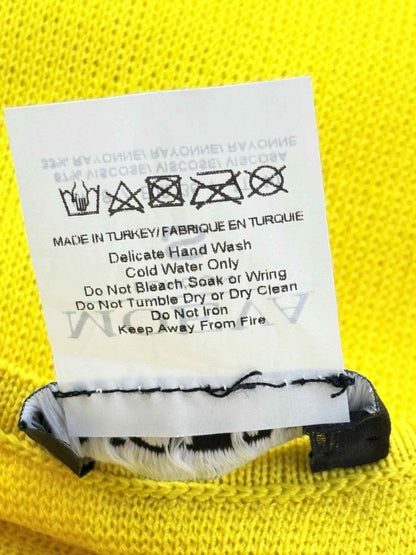 MADE IN TURKEY/ FABRIQUE EN TURQUIE
Delicate Hand Wash
Cold Water Only
Do Not Bleach Soak or Wring
Do Not Tumble Dry or Dry Clean
Do Not Iron
Keep Away From Fire